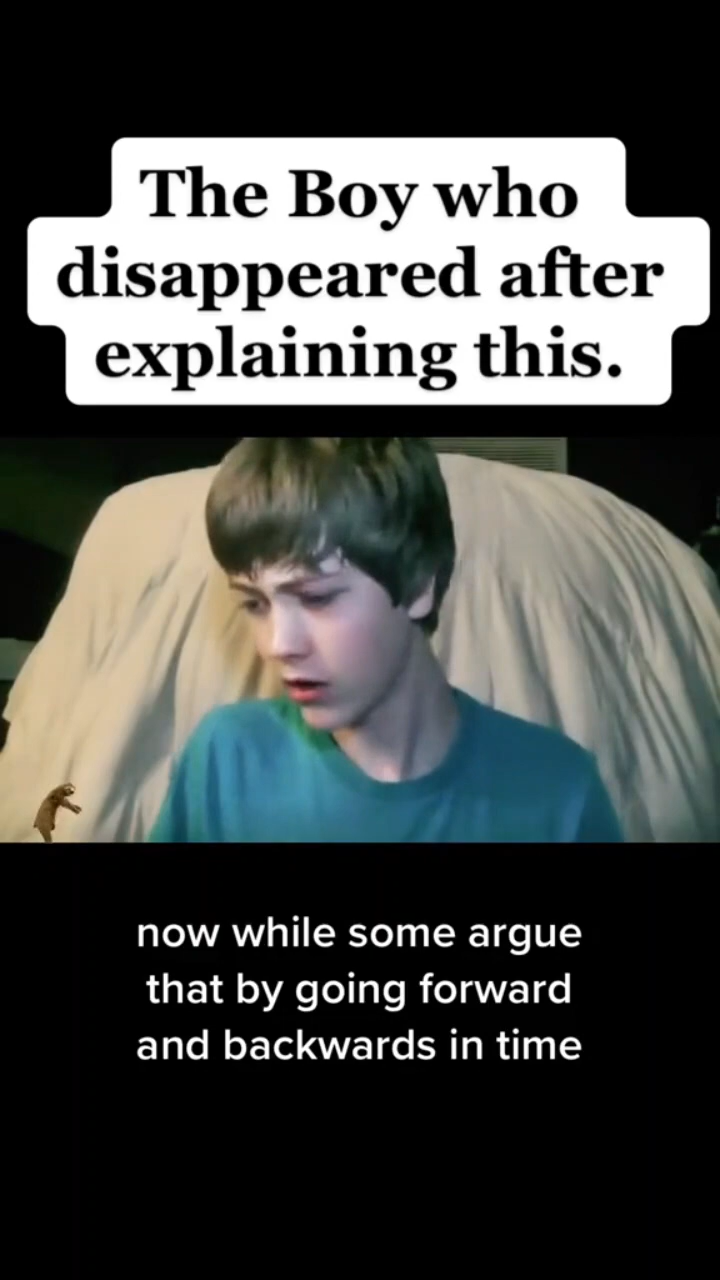 The Boy who
disappeared after
explaining this.
now while some argue
that by going forward
and backwards in time